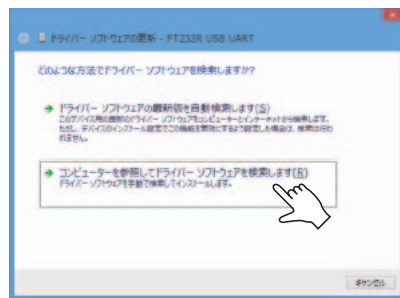 ドライバー ソフトウェアの更新 - FT232R USB UART
どのような方法でドライバー ソフトウェアを検索しますか?
ドライバー ソフトウェアの最新版を自動検索します(S)
このデバイス用の最新のドライバー ソフトウェアをコンピューターとインターネットから検索します。
ただし、デバイスのインストール設定でこの機能を無効にするよう設定した場合は、検索は行わ
れません。
コンピューターを参照してドライバー ソフトウェアを検索します(R)
ドライバー ソフトウェアを手動で検索してインストールします。
キャンセル